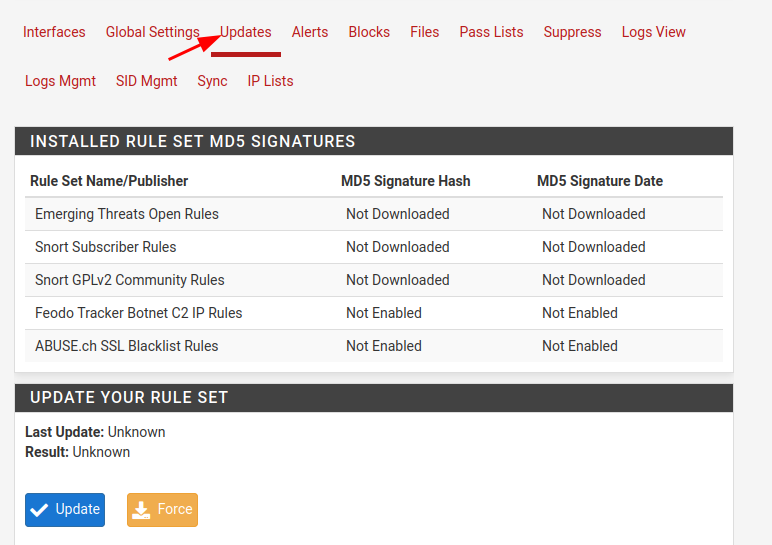 Interfaces Global Settings Updates Alerts Blocks Files Pass Lists Suppress Logs View
Logs Mgmt SID Mgmt Sync IP Lists
INSTALLED RULE SET MD5 SIGNATURES
Rule Set Name/Publisher MD5 Signature Hash MD5 Signature Date
Emerging Threats Open Rules Not Downloaded Not Downloaded
Snort Subscriber Rules Not Downloaded Not Downloaded
Snort GPLv2 Community Rules Not Downloaded Not Downloaded
Feodo Tracker Botnet C2 IP Rules Not Enabled Not Enabled
ABUSE.ch SSL Blacklist Rules Not Enabled Not Enabled
UPDATE YOUR RULE SET
Last Update: Unknown
Result: Unknown
Update Force